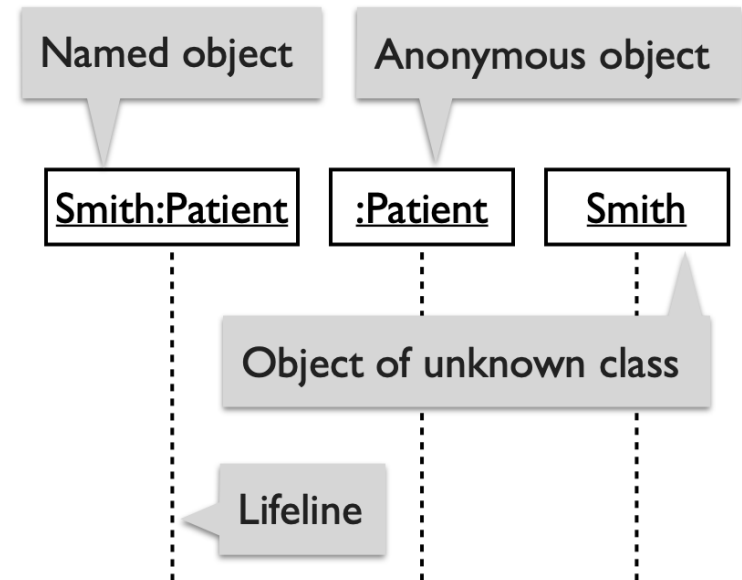 Named object
Anonymous object
Smith:Patient
:Patient
Smith
Object of unknown class
Lifeline